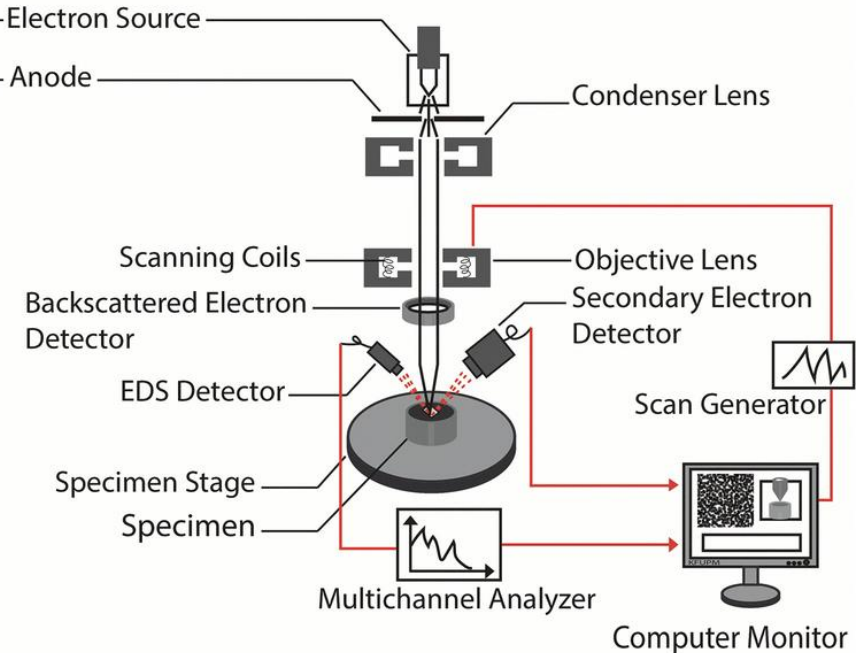 Electron Source
Anode
Condenser Lens
Scanning Coils
Objective Lens
Backscattered Electron
Detector
Secondary Electron
Detector
EDS Detector
Scan Generator
Specimen Stage
Specimen
KFUPM
Multichannel Analyzer
Computer Monitor